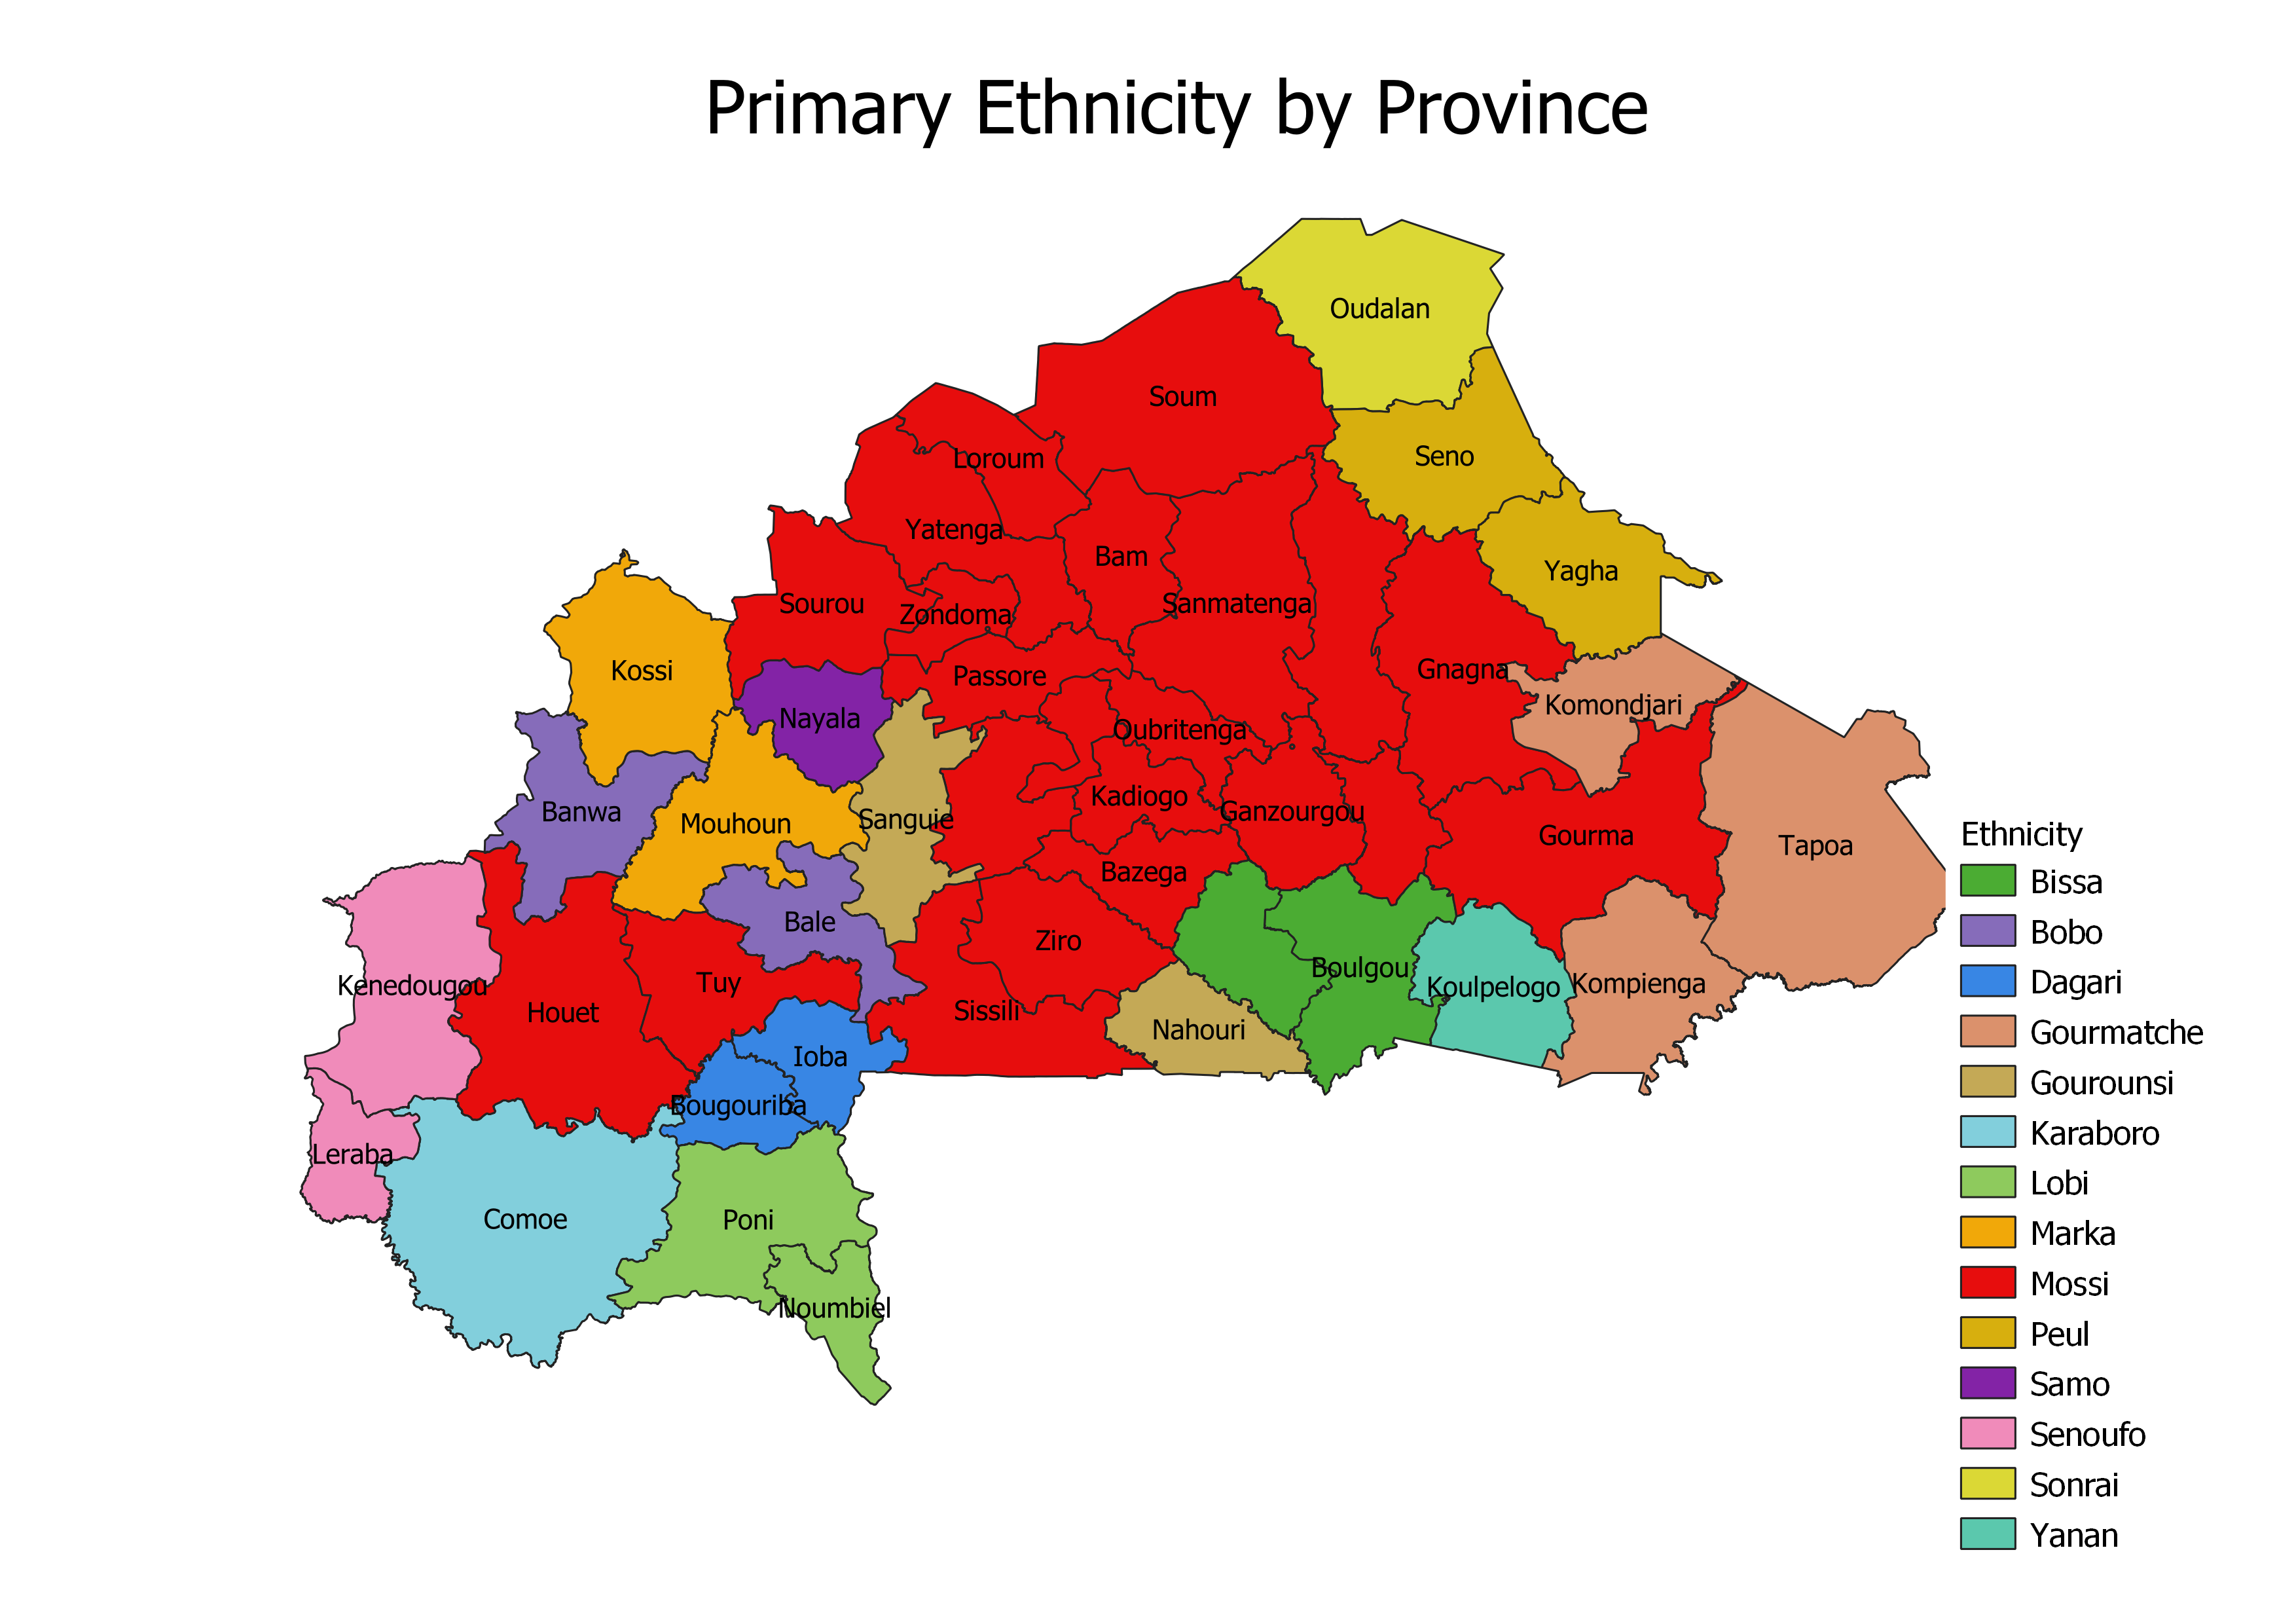 Primary Ethnicity by Province
Oudalan
Soum
Seno
Loroum
Yatenga
Bam
Yagha
Sourou
Zondoma
Sanmatenga
Kossi
Passore
Gnagna
Nayala
Komondjari
Oubritenga
Kadiogo
Banwa
Mouhoun
Sanguie
Ganzourgou
Gourma
Tapoa
Bazega
Bale
Ziro
Boulgou
Tuy
Kenedougou
Koulpelogo
Kompienga
Houet
Sissili
Nahouri
Ioba
Bougouriba
Leraba
Comoe
Poni
Noumbiel
Ethnicity
Bissa
Bobo
Dagari
Gourmatche
Gourounsi
Karaboro
Lobi
Marka
Mossi
Peul
Samo
Senoufo
Sonrai
Yanan